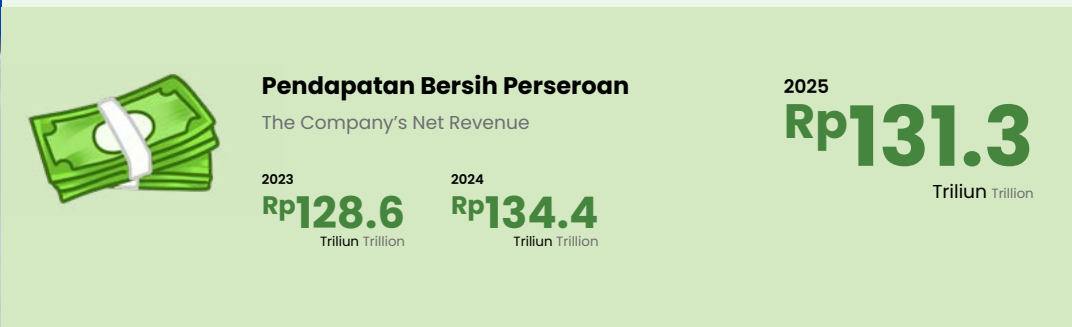 Pendapatan Bersih Perseroan
The Company's Net Revenue
2023
Rp128.6
Triliun Trillion
2024
Rp134.4
Triliun Trillion
2025
Rp131.3
Triliun Trillion